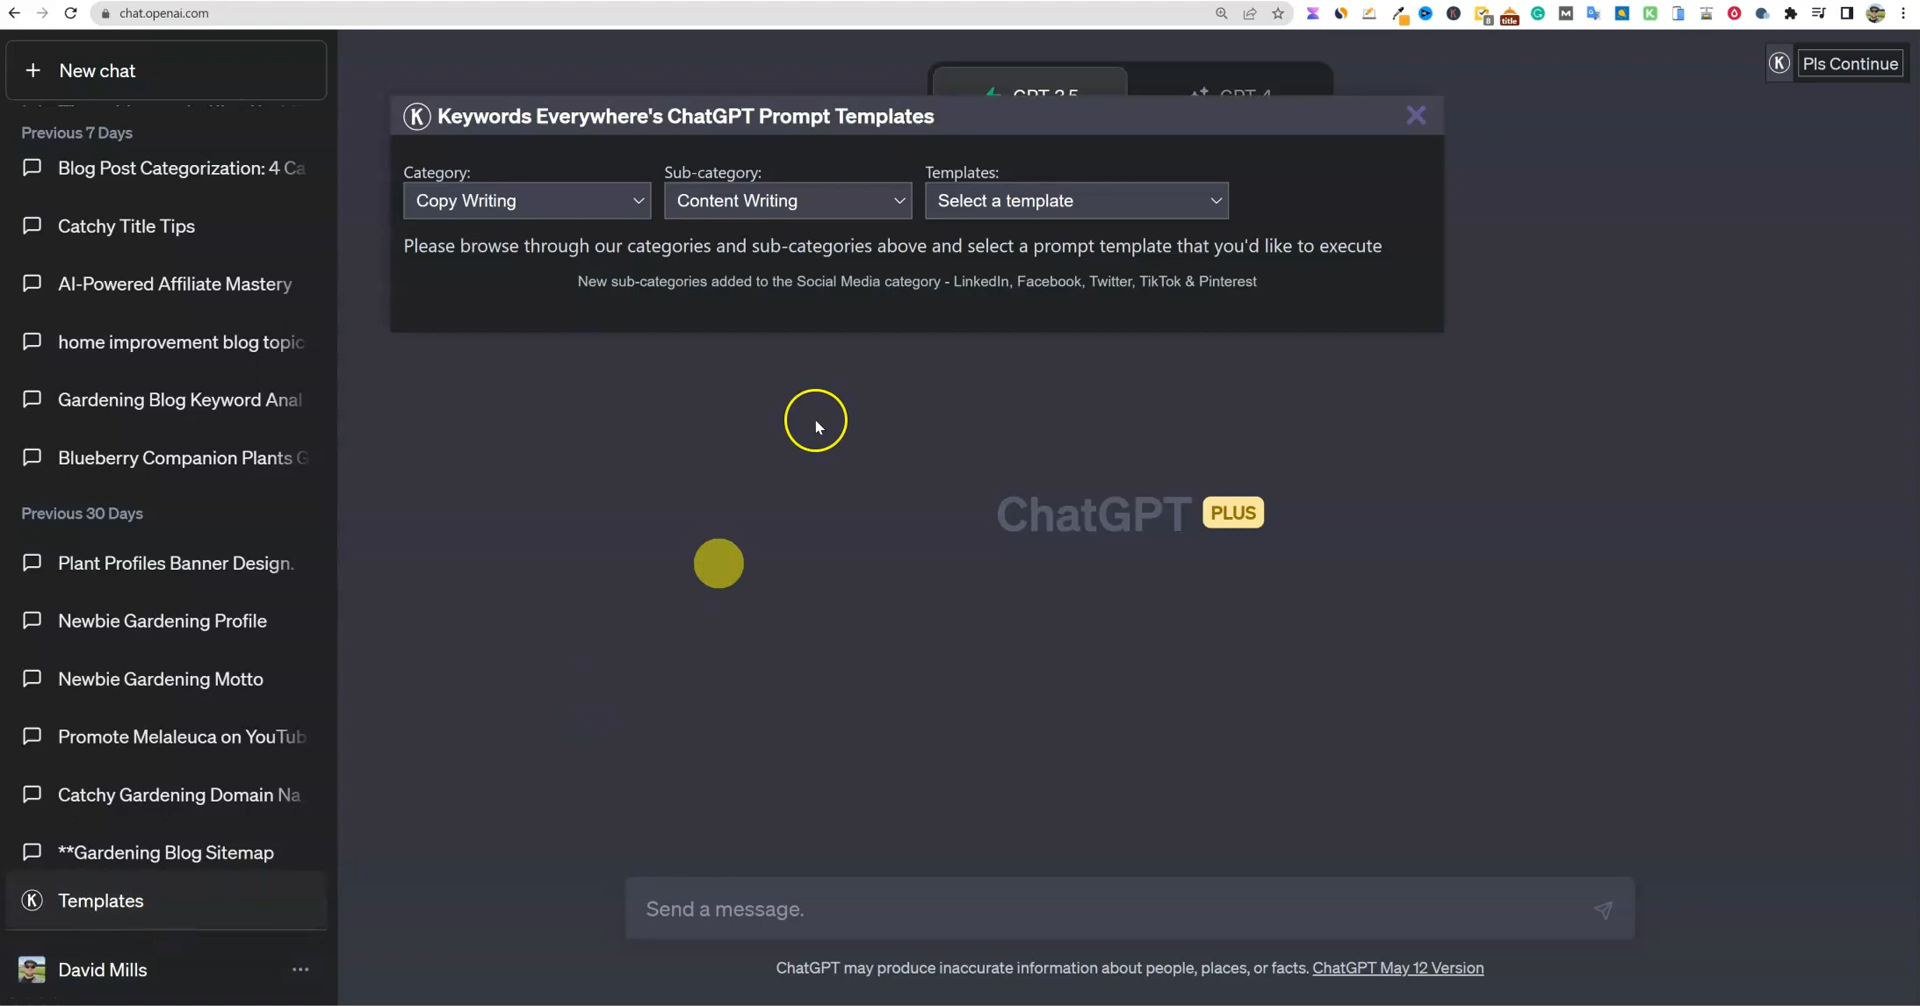 chat.openai.com
title
New chat
Previous 7 Days
Blog Post Categorization: 4 Ca
Catchy Title Tips
AI-Powered Affiliate Mastery
home improvement blog topic
Gardening Blog Keyword Anal
Blueberry Companion Plants G
Previous 30 Days
Plant Profiles Banner Design.
Newbie Gardening Profile
Newbie Gardening Motto
Promote Melaleuca on YouTub
Catchy Gardening Domain Na
**Gardening Blog Sitemap
Templates
David Mills
Pls Continue
GPT-3.5 GPT-4
Keywords Everywhere's ChatGPT Prompt Templates
Category: Sub-category: Templates:
Copy Writing Content Writing Select a template
Please browse through our categories and sub-categories above and select a prompt template that you'd like to execute
New sub-categories added to the Social Media category - LinkedIn, Facebook, Twitter, TikTok & Pinterest
ChatGPT PLUS
Send a message.
ChatGPT may produce inaccurate information about people, places, or facts. ChatGPT May 12 Version